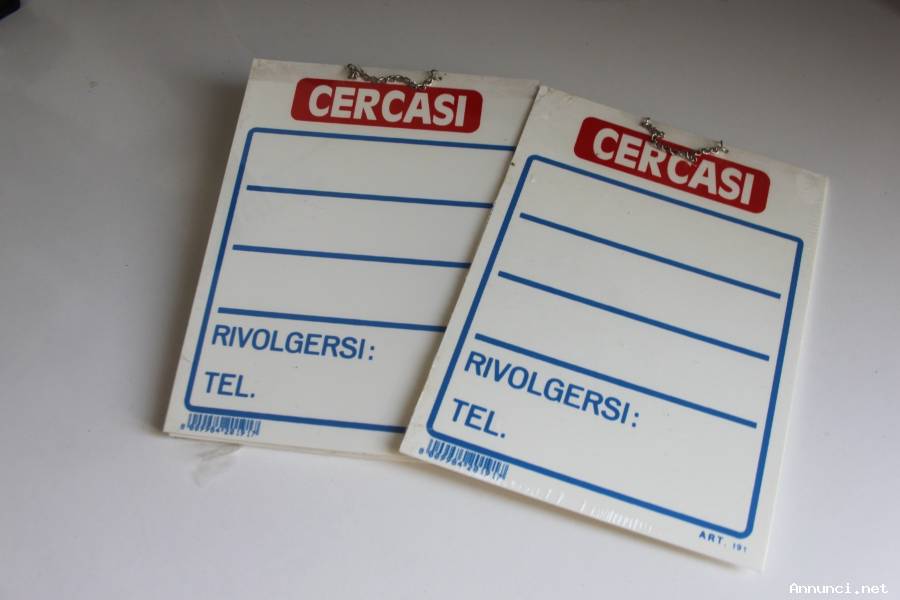 CERCASI
RIVOLGERSI:
TEL.
CERCASI
RIVOLGERSI:
TEL.
ART. 191
Annunci.net